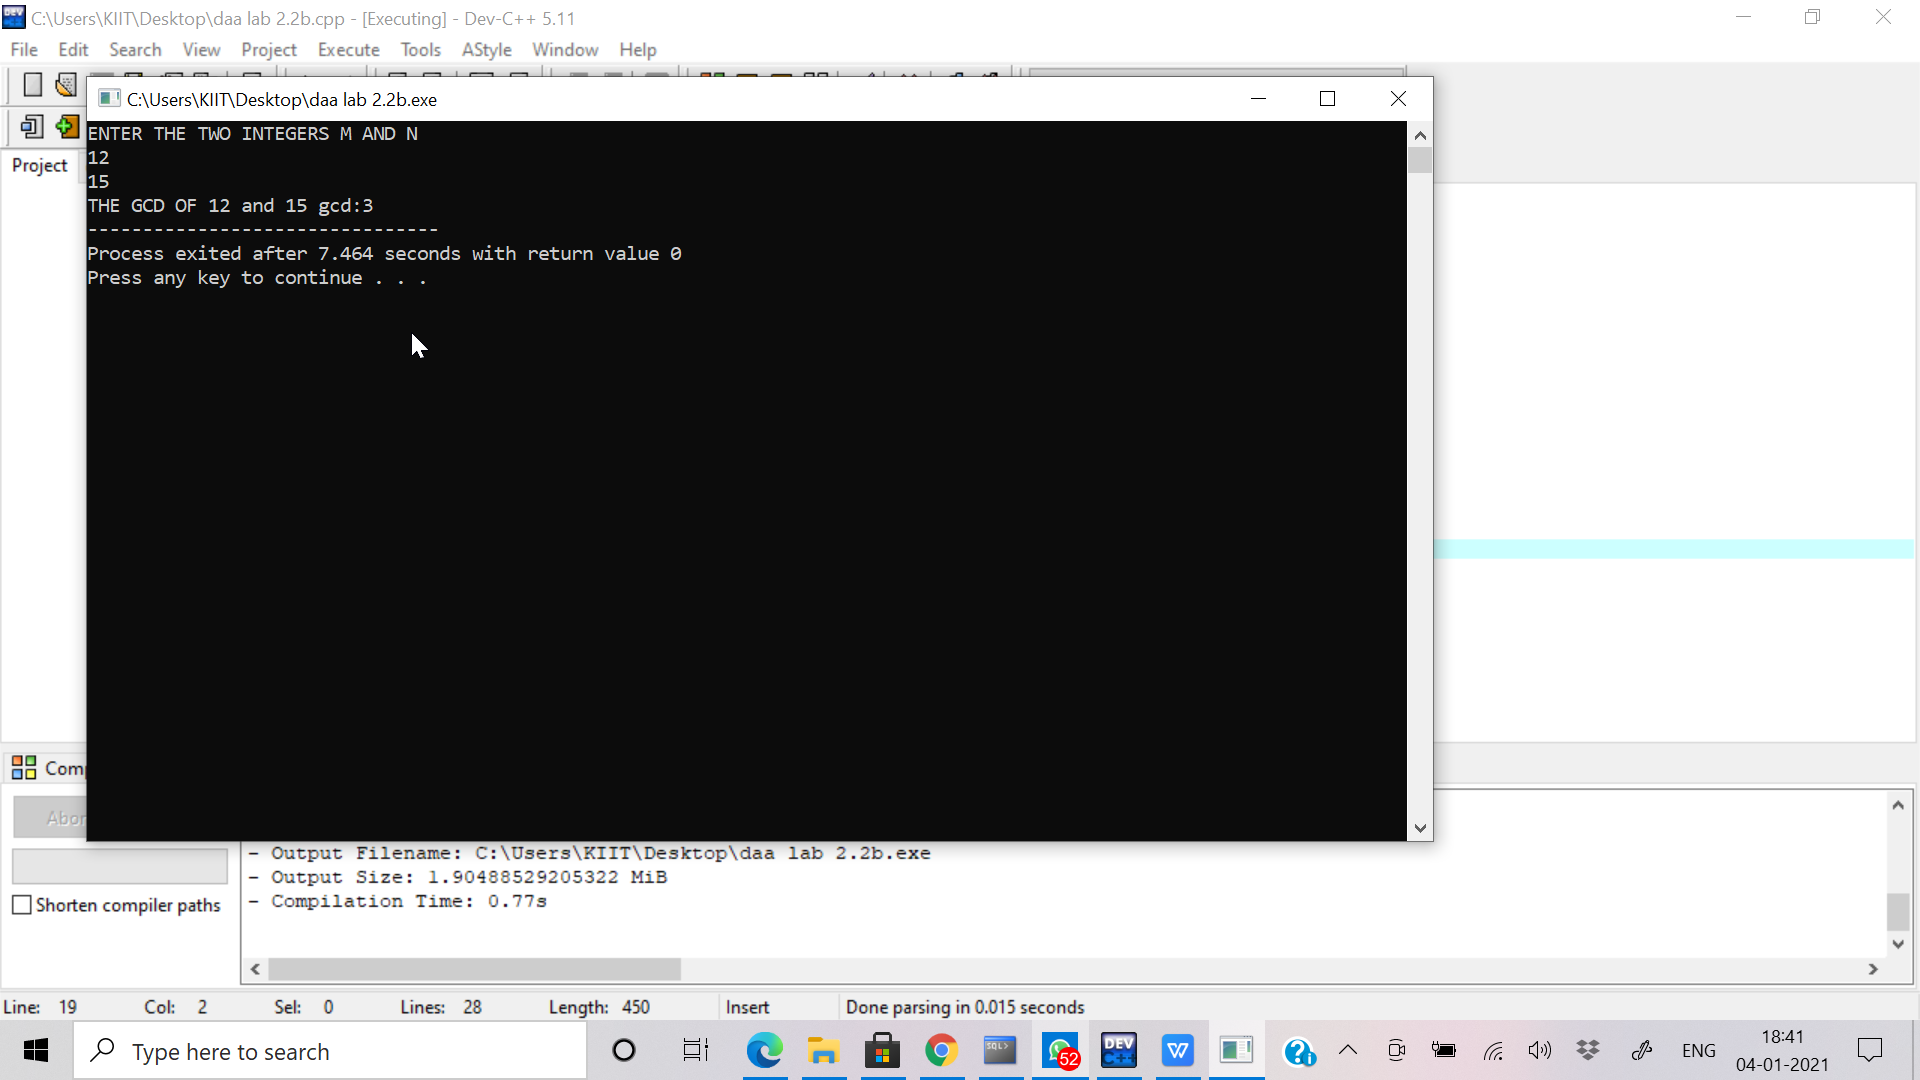 C:\Users\KIIT\Desktop\daa lab 2.2b.cpp - [Executing] - Dev-C++ 5.11
File Edit Search View Project Execute Tools AStyle Window Help
C:\Users\KIIT\Desktop\daa lab 2.2b.exe
Project
ENTER THE TWO INTEGERS M AND N
12
15
THE GCD OF 12 and 15 gcd:3
--------------------------------
Process exited after 7.464 seconds with return value 0
Press any key to continue . . .
Comp
Abor
Shorten compiler paths
- Output Filename: C:\Users\KIIT\Desktop\daa lab 2.2b.exe
- Output Size: 1.90488529205322 MiB
- Compilation Time: 0.77s
Line: 19 Col: 2 Sel: 0 Lines: 28 Length: 450 Insert Done parsing in 0.015 seconds
Type here to search
SQL>
52
DEV
C++
W
ENG
18:41
04-01-2021